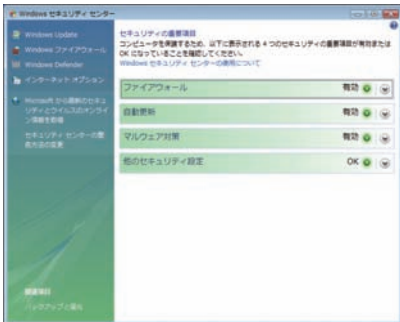 Windows セキュリティ センター
Windows Update
Windows ファイアウォール
Windows Defender
インターネット オプション
Microsoft から最新のセキュ
リティとウイルスのオンライ
ン情報を取得
セキュリティ センターの警
告方法の変更
関連項目
バックアップと復元
セキュリティの重要項目
コンピュータを保護するため、以下に表示される 4 つのセキュリティの重要項目が有効または
OK になっていることを確認してください。
Windows セキュリティ センターの使用について
ファイアウォール 有効
自動更新 有効
マルウェア対策 有効
他のセキュリティ設定 OK